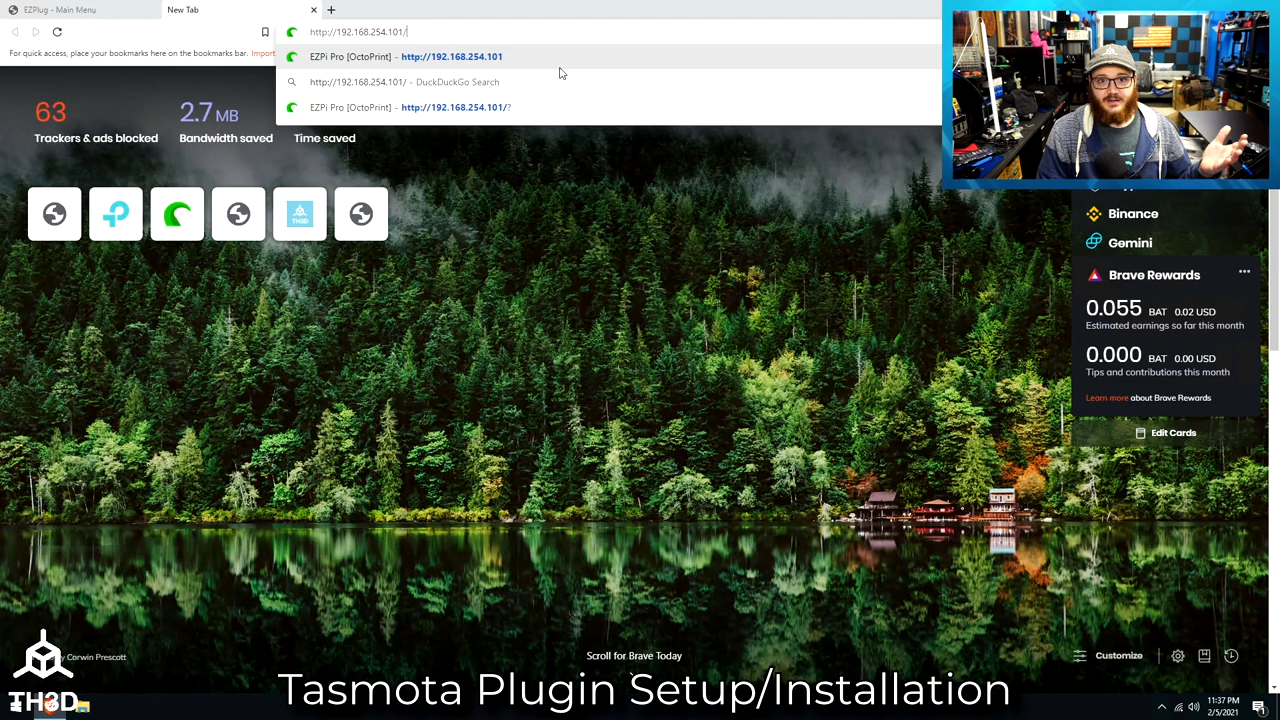 EZPlug - Main Menu
New Tab
http://192.168.254.101/
For quick access, place your bookmarks here on the bookmarks bar. Import
EZPi Pro [OctoPrint] - http://192.168.254.101
http://192.168.254.101/ - DuckDuckGo Search
EZPi Pro [OctoPrint] - http://192.168.254.101/?
63
Trackers & ads blocked
2.7 MB
Bandwidth saved
Time saved
TH3D
Binance
Gemini
Brave Rewards
0.055 BAT 0.02 USD
Estimated earnings so far this month
0.000 BAT 0.00 USD
Tips and contributions this month
Learn more about Brave Rewards
Edit Cards
by Corwin Prescott
Scroll for Brave Today
Customize
TH3D
Tasmota Plugin Setup/Installation
11:37 PM
2/5/2021